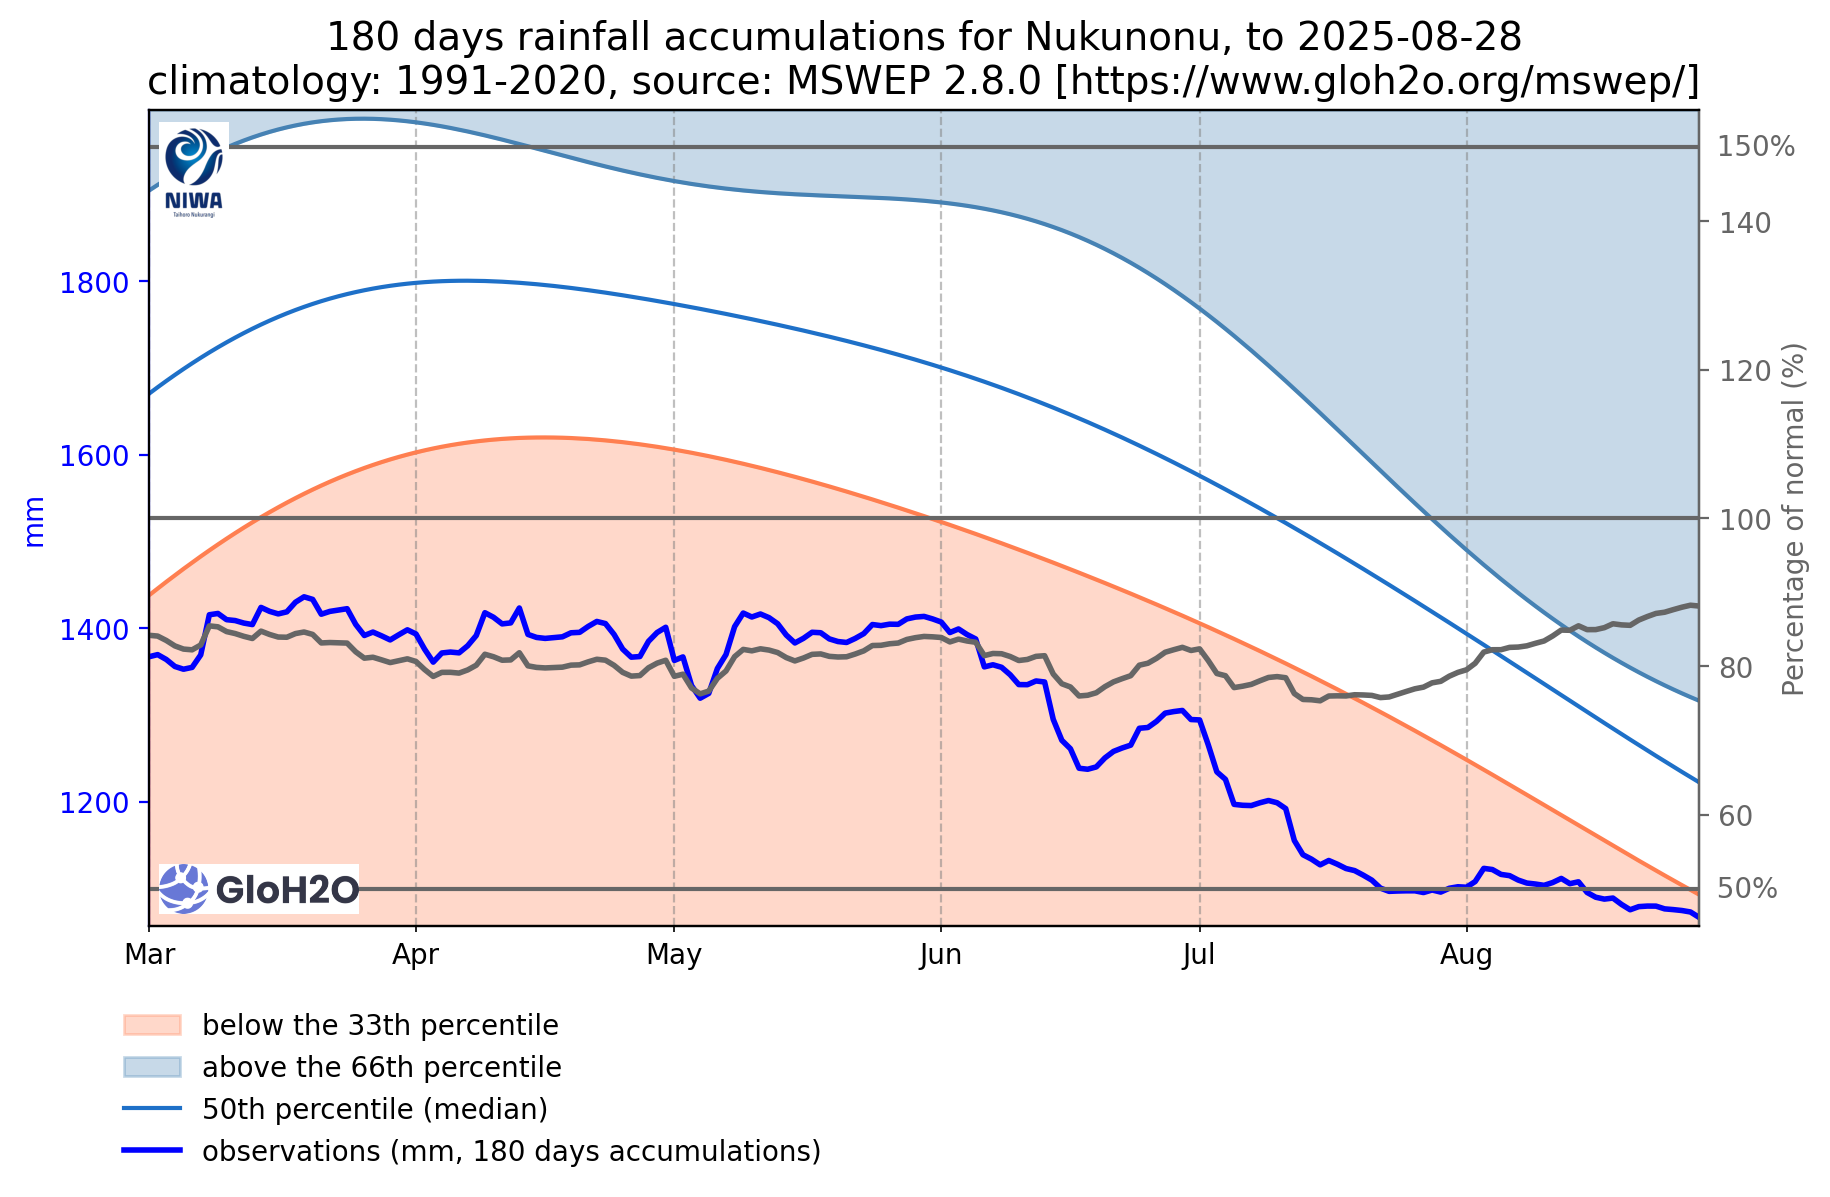 180 days rainfall accumulations for Nukunonu, to 2025-08-28
climatology: 1991-2020, source: MSWEP 2.8.0 [https://www.gloh2o.org/mswep/]
NIWA
Taihoro Nukurangi
1800
1600
1400
1200
mm
150%
140
120
100
80
60
50%
Percentage of normal (%)
GloH2O
Mar Apr May Jun Jul Aug
below the 33th percentile
above the 66th percentile
50th percentile (median)
observations (mm, 180 days accumulations)